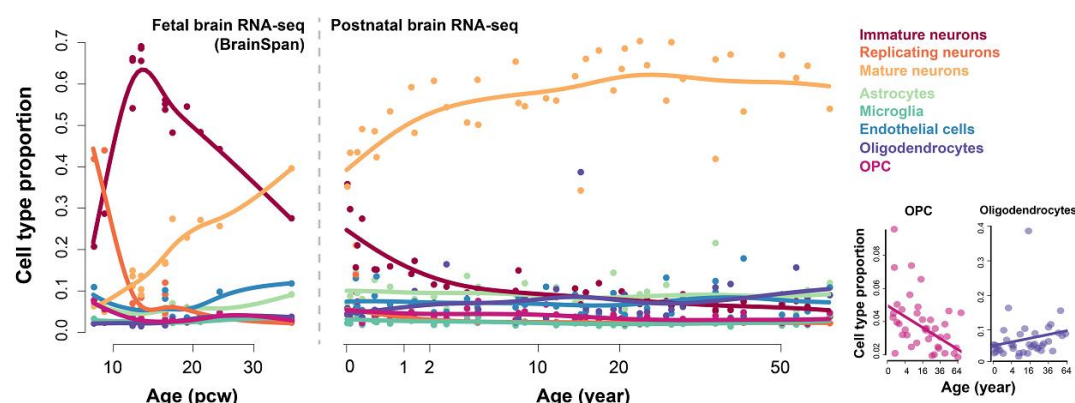 Fetal brain RNA-seq
(BrainSpan)
Postnatal brain RNA-seq
Cell type proportion
0.7
0.6
0.5
0.4
0.3
0.2
0.1
0.0
10
20
30
Age (pcw)
0
1
2
10
20
50
Age (year)
Immature neurons
Replicating neurons
Mature neurons
Astrocytes
Microglia
Endothelial cells
Oligodendrocytes
OPC
OPC
Cell type proportion
0.08
0.06
0.04
0.02
0 4 16 36 64
Oligodendrocytes
0.4
0.3
0.2
0.1
0.0
0 4 16 36 64
Age (year)